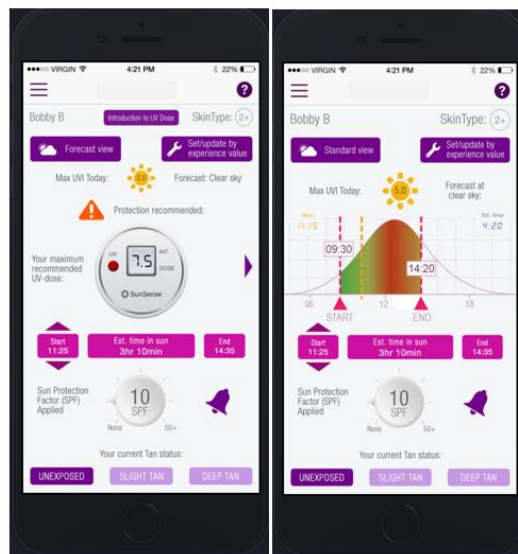 VIRGIN 4:21 PM 22%
?
Bobby B Introduction to UV Dose SkinType: 2+
Forecast view
Set/update by
experience value
Max UVI Today: 5,0 Forecast: Clear sky
Protection recommended:
Your maximum
recommended
UV-dose:
UV
7.5
INT.
DOSE
SunSense
Start
11:25
Est. time in sun
3hr 10min
End
14:35
Sun Protection
Factor (SPF)
Applied
10
SPF
None 50+
Your current Tan status:
UNEXPOSED SLIGHT TAN DEEP TAN
VIRGIN 4:21 PM 22%
?
Bobby B SkinType: 2+
Standard view
Set/update by
experience value
Max UVI Today: 5,0
Forecast at
clear sky:
Now
11:15
Tot. time
4:20
09:30
14:20
06 12 18
START END
Start
11:25
Est. time in sun
3hr 10min
End
14:35
Sun Protection
Factor (SPF)
Applied
10
SPF
None 50+
Your current Tan status:
UNEXPOSED SLIGHT TAN DEEP TAN